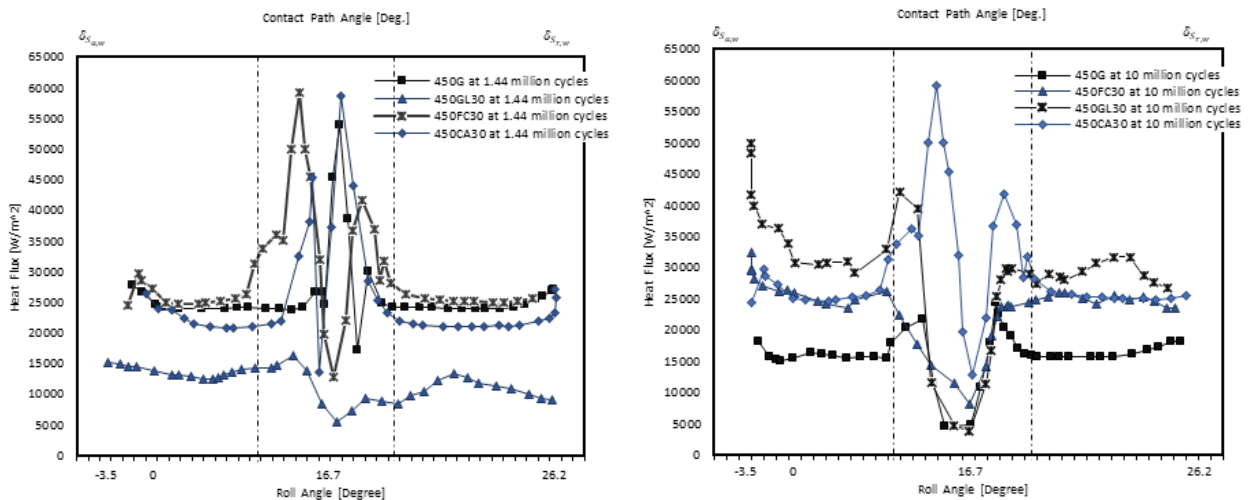 Contact Path Angle [Deg.]
δSa,w
δSr,w
65000
60000
55000
50000
45000
40000
35000
30000
25000
20000
15000
10000
5000
0
Heat Flux [W/m^2]
450G at 1.44 million cycles
450GL30 at 1.44 million cycles
450FC30 at 1.44 million cycles
450CA30 at 1.44 million cycles
-3.5 0 16.7 26.2
Roll Angle [Degree]
Contact Path Angle [Deg.]
δSa,w
δSr,w
65000
60000
55000
50000
45000
40000
35000
30000
25000
20000
15000
10000
5000
0
Heat Flux [W/m^2]
450G at 10 million cycles
450FC30 at 10 million cycles
450GL30 at 10 million cycles
450CA30 at 10 million cycles
-3.5 0 16.7 26.2
Roll Angle [Degree]